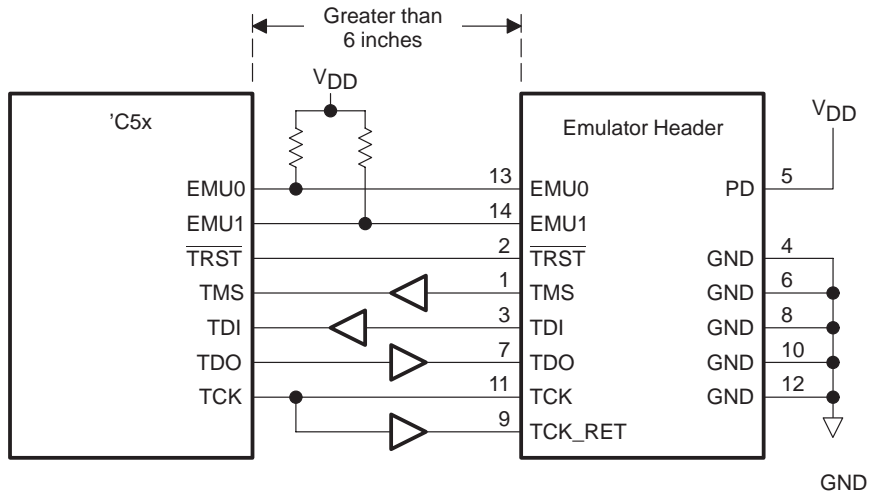 Greater than
6 inches
VDD
'C5x
Emulator Header
VDD
EMU0 13 EMU0 PD 5
EMU1 14 EMU1
TRST 2 TRST GND 4
TMS 1 TMS GND 6
TDI 3 TDI GND 8
TDO 7 TDO GND 10
TCK 11 TCK GND 12
9 TCK_RET
GND